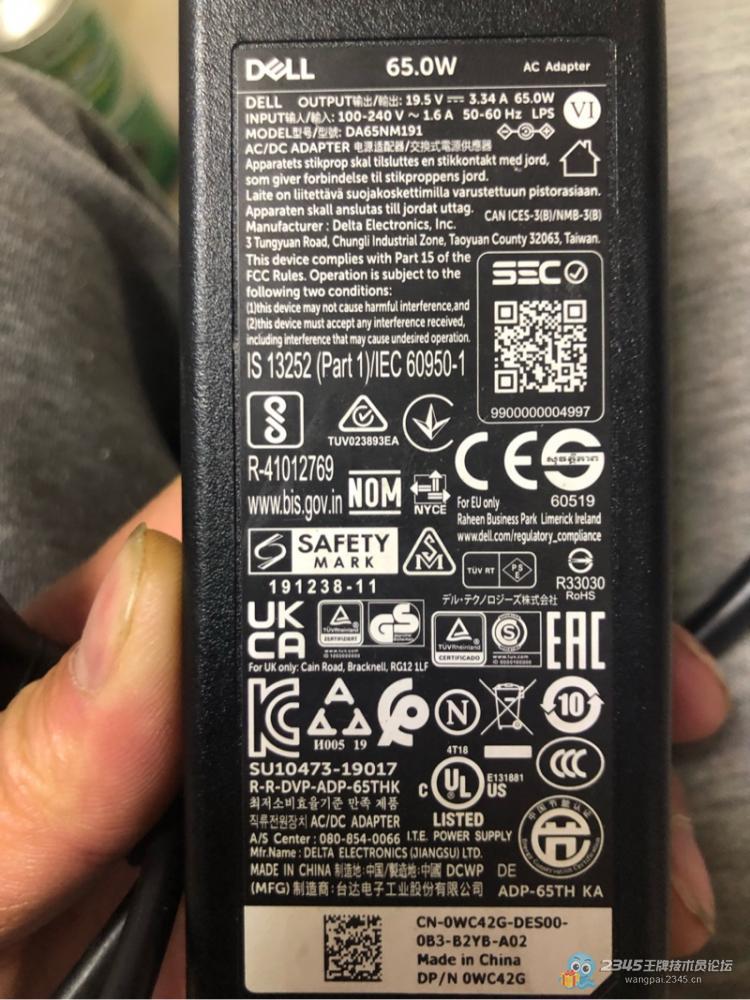 DELL 65.0W AC Adapter
DELL OUTPUT输出/輸出: 19.5 V ⎓ 3.34 A 65.0W
INPUT输入/輸入: 100-240 V ~ 1.6 A 50-60 Hz LPS
VI
MODEL型号/型號: DA65NM191
AC/DC ADAPTER 电源适配器/交換式電源供應器
Apparatets stikprop skal tilsluttes en stikkontakt med jord,
som giver forbindelse til stikproppens jord.
Laite on liitettävä suojakoskettimilla varustettuun pistorasiaan.
Apparaten skall anslutas till jordat uttag. CAN ICES-3(B)/NMB-3(B)
Manufacturer : Delta Electronics, Inc.
3 Tungyuan Road, Chungli Industrial Zone, Taoyuan County 32063, Taiwan.
This device complies with Part 15 of the
FCC Rules. Operation is subject to the
following two conditions:
(1)this device may not cause harmful interference,and
(2)this device must accept any interference received,
including interference that may cause undesired operation.
IS 13252 (Part 1)/IEC 60950-1
SEC
9900000004997
TUV023893EA
R-41012769
www.bis.gov.in
NOM
NYCE
CE
For EU only
60519
Raheen Business Park Limerick Ireland
www.dell.com/regulatory_compliance
SAFETY
MARK
191238-11
TÜV RT
PS
E
R33030
RoHS
デル・テクノロジーズ株式会社
UK
CA
TÜVRheinland
ZERTIFIZIERT
GS
TÜVRheinland
CERTIFICADO
S
EAC
For UK only: Cain Road, Bracknell, RG12 1LF
KC
И005 19
N
10
4T18
SU10473-19017
R-R-DVP-ADP-65THK
최저소비효율기준 만족 제품
직류전원장치 AC/DC ADAPTER
c UL US
E131881
LISTED
I.T.E. POWER SUPPLY
CCC
中国节能认证
A/S Center : 080-854-0066
Mfr.Name : DELTA ELECTRONICS (JIANGSU) LTD.
MADE IN CHINA 制造地:中国/製造地:中國 DCWP DE
(MFG) 制造商 : 台达电子工业股份有限公司 ADP-65TH KA
CN-0WC42G-DES00-
0B3-B2YB-A02
Made in China
DP/N 0WC42G
2345王牌技术员论坛
wangpai.2345.cn